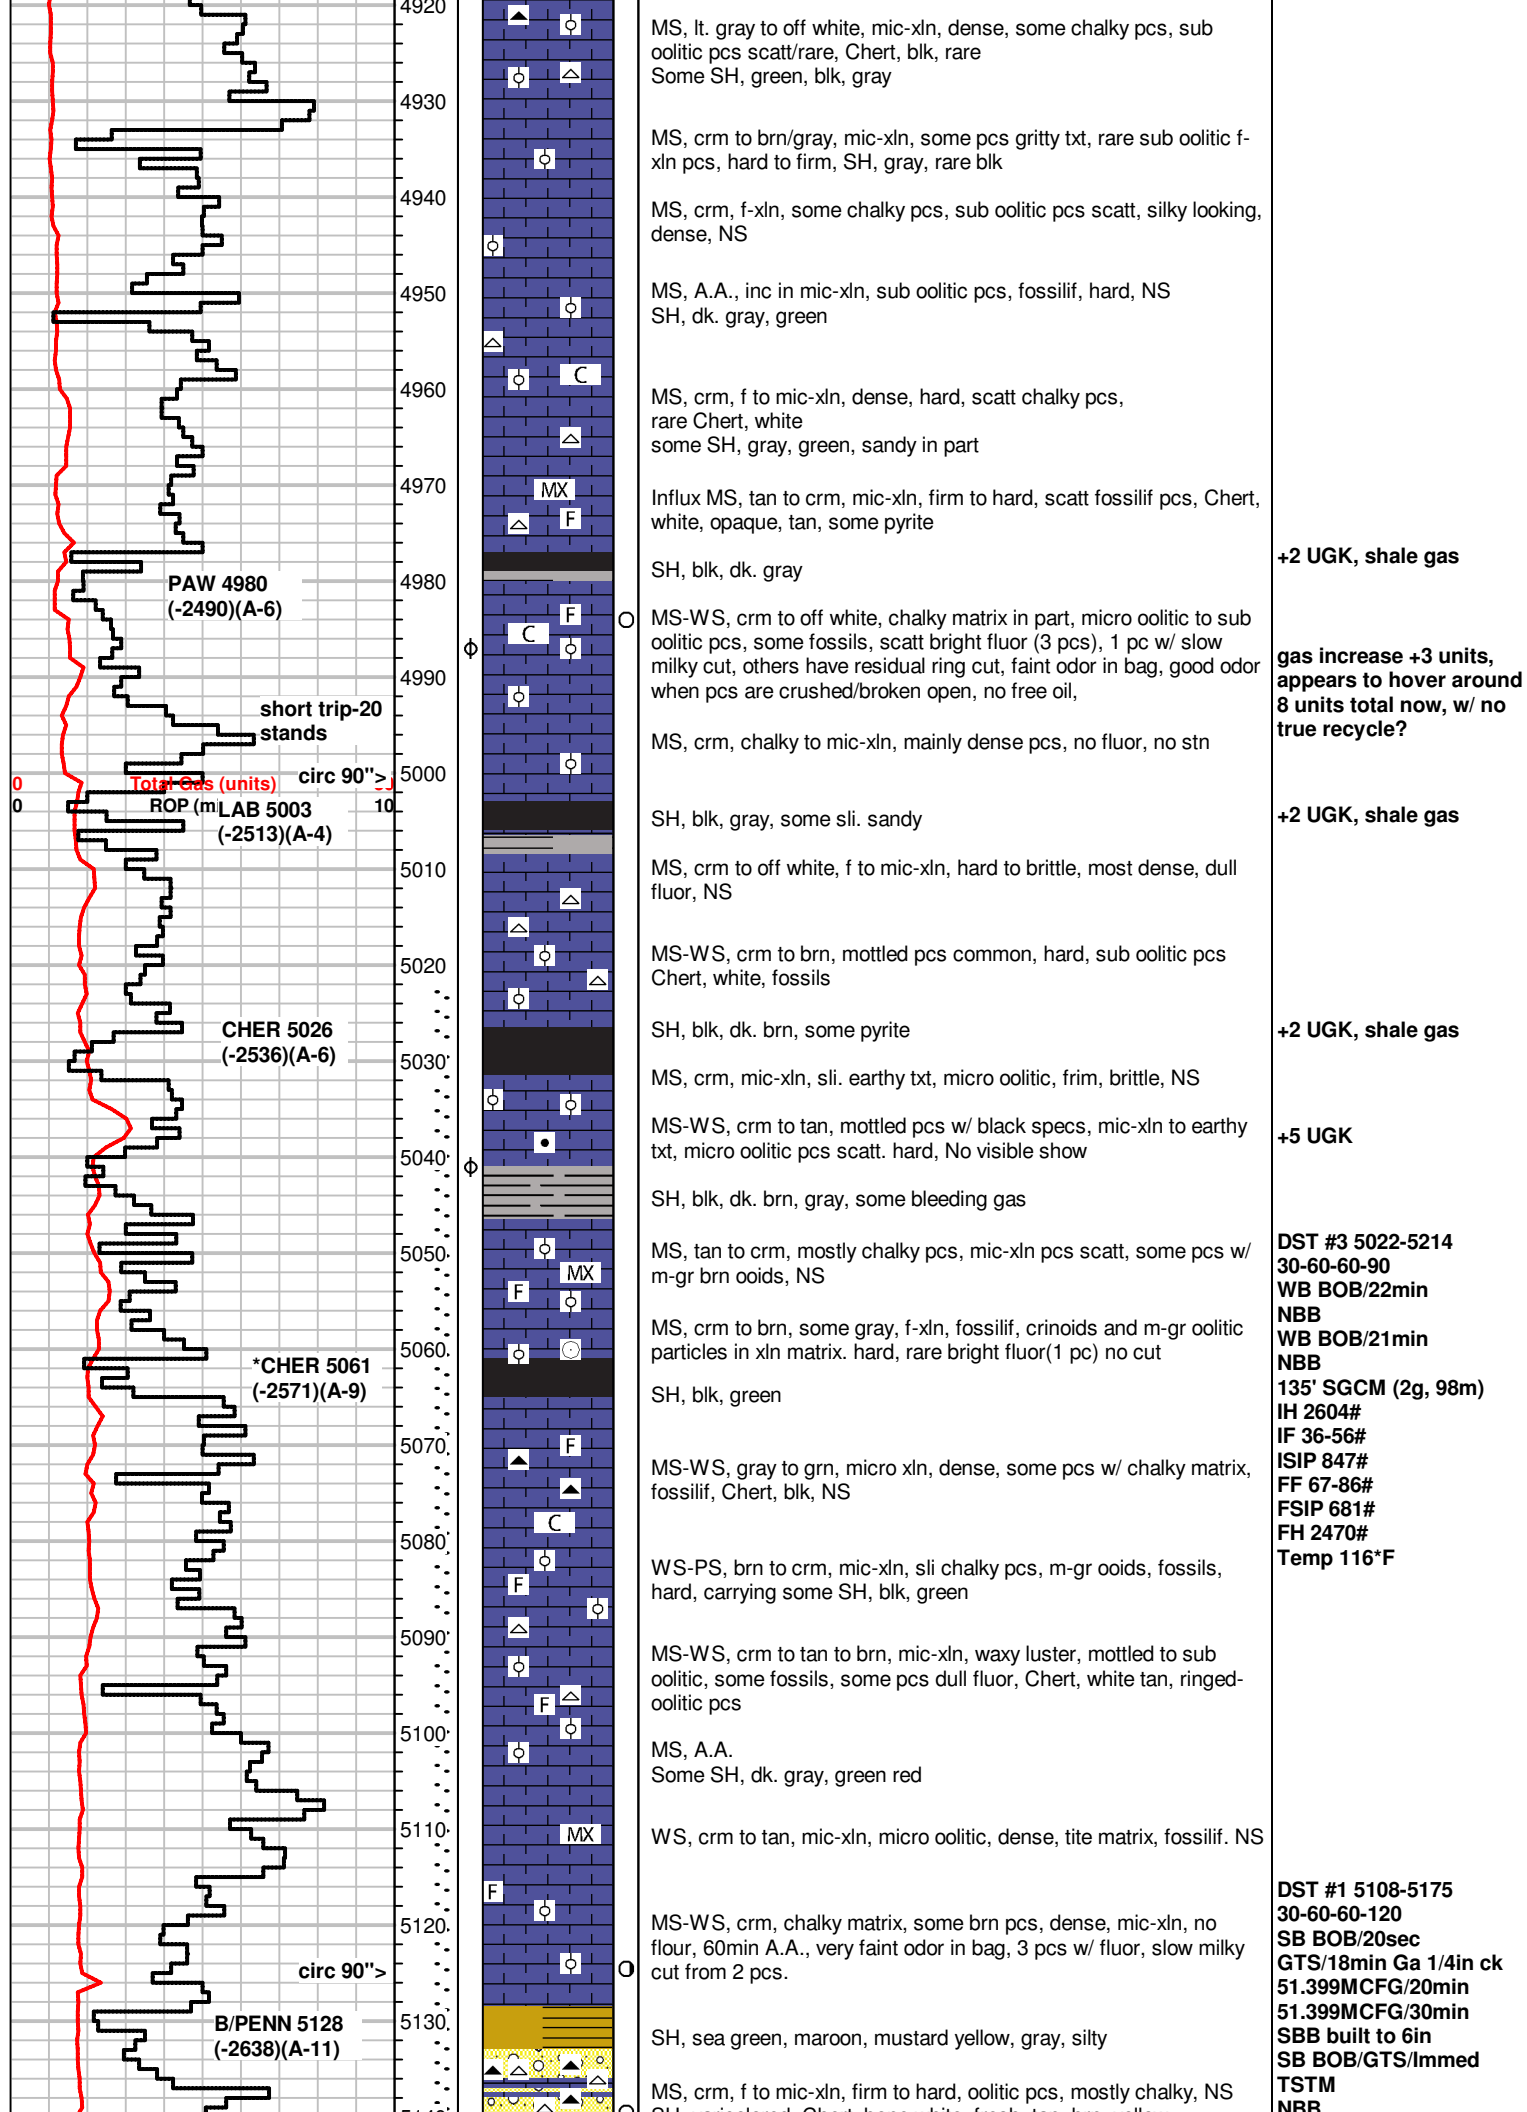 4920
MS, lt. gray to off white, mic-xln, dense, some chalky pcs, sub
oolitic pcs scatt/rare, Chert, blk, rare
Some SH, green, blk, gray
4930
MS, crm to brn/gray, mic-xln, some pcs gritty txt, rare sub oolitic f-
xln pcs, hard to firm, SH, gray, rare blk
4940
MS, crm, f-xln, some chalky pcs, sub oolitic pcs scatt, silky looking,
dense, NS
4950
MS, A.A., inc in mic-xln, sub oolitic pcs, fossilif, hard, NS
SH, dk. gray, green
C
4960
MS, crm, f to mic-xln, dense, hard, scatt chalky pcs,
rare Chert, white
some SH, gray, green, sandy in part
4970
MX
F
Influx MS, tan to crm, mic-xln, firm to hard, scatt fossilif pcs, Chert,
white, opaque, tan, some pyrite
SH, blk, dk. gray
+2 UGK, shale gas
PAW 4980
(-2490)(A-6)
4980
F
C
MS-WS, crm to off white, chalky matrix in part, micro oolitic to sub
oolitic pcs, some fossils, scatt bright fluor (3 pcs), 1 pc w/ slow
milky cut, others have residual ring cut, faint odor in bag, good odor
when pcs are crushed/broken open, no free oil,
gas increase +3 units,
appears to hover around
8 units total now, w/ no
true recycle?
4990
short trip-20
stands
MS, crm, chalky to mic-xln, mainly dense pcs, no fluor, no stn
circ 90">
5000
0 Total Gas (units)
0 ROP (m 10
LAB 5003
(-2513)(A-4)
SH, blk, gray, some sli. sandy
+2 UGK, shale gas
5010
MS, crm to off white, f to mic-xln, hard to brittle, most dense, dull
fluor, NS
5020
MS-WS, crm to brn, mottled pcs common, hard, sub oolitic pcs
Chert, white, fossils
CHER 5026
(-2536)(A-6)
SH, blk, dk. brn, some pyrite
+2 UGK, shale gas
5030
MS, crm, mic-xln, sli. earthy txt, micro oolitic, frim, brittle, NS
MS-WS, crm to tan, mottled pcs w/ black specs, mic-xln to earthy
txt, micro oolitic pcs scatt. hard, No visible show
+5 UGK
5040
SH, blk, dk. brn, gray, some bleeding gas
5050
MX
F
MS, tan to crm, mostly chalky pcs, mic-xln pcs scatt, some pcs w/
m-gr brn ooids, NS
DST #3 5022-5214
30-60-60-90
WB BOB/22min
NBB
WB BOB/21min
NBB
135' SGCM (2g, 98m)
IH 2604#
IF 36-56#
ISIP 847#
FF 67-86#
FSIP 681#
FH 2470#
Temp 116*F
MS, crm to brn, some gray, f-xln, fossilif, crinoids and m-gr oolitic
particles in xln matrix. hard, rare bright fluor(1 pc) no cut
5060
*CHER 5061
(-2571)(A-9)
SH, blk, green
5070
F
MS-WS, gray to grn, micro xln, dense, some pcs w/ chalky matrix,
fossilif, Chert, blk, NS
C
5080
F
WS-PS, brn to crm, mic-xln, sli chalky pcs, m-gr ooids, fossils,
hard, carrying some SH, blk, green
5090
F
MS-WS, crm to tan to brn, mic-xln, waxy luster, mottled to sub
oolitic, some fossils, some pcs dull fluor, Chert, white tan, ringed-
oolitic pcs
5100
MS, A.A.
Some SH, dk. gray, green red
5110
MX
WS, crm to tan, mic-xln, micro oolitic, dense, tite matrix, fossilif. NS
F
5120
MS-WS, crm, chalky matrix, some brn pcs, dense, mic-xln, no
flour, 60min A.A., very faint odor in bag, 3 pcs w/ fluor, slow milky
cut from 2 pcs.
circ 90">
DST #1 5108-5175
30-60-60-120
SB BOB/20sec
GTS/18min Ga 1/4in ck
51.399MCFG/20min
51.399MCFG/30min
SBB built to 6in
SB BOB/GTS/Immed
TSTM
NBB
5130
B/PENN 5128
(-2638)(A-11)
SH, sea green, maroon, mustard yellow, gray, silty
MS, crm, f to mic-xln, firm to hard, oolitic pcs, mostly chalky, NS